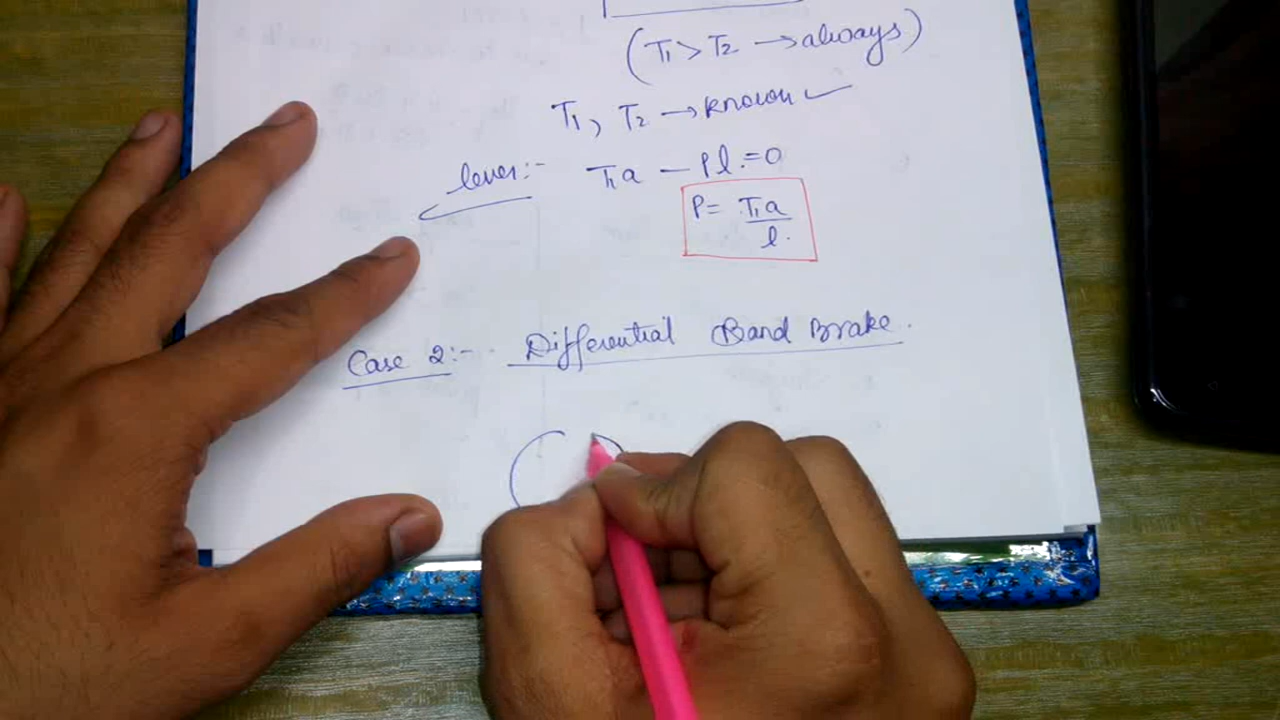 (T₁ > T₂ → always)
T₁, T₂ → known ✓
lever:- T₁a - Pl = 0
P = T₁a / l.
Case 2:- Differential Band Brake.